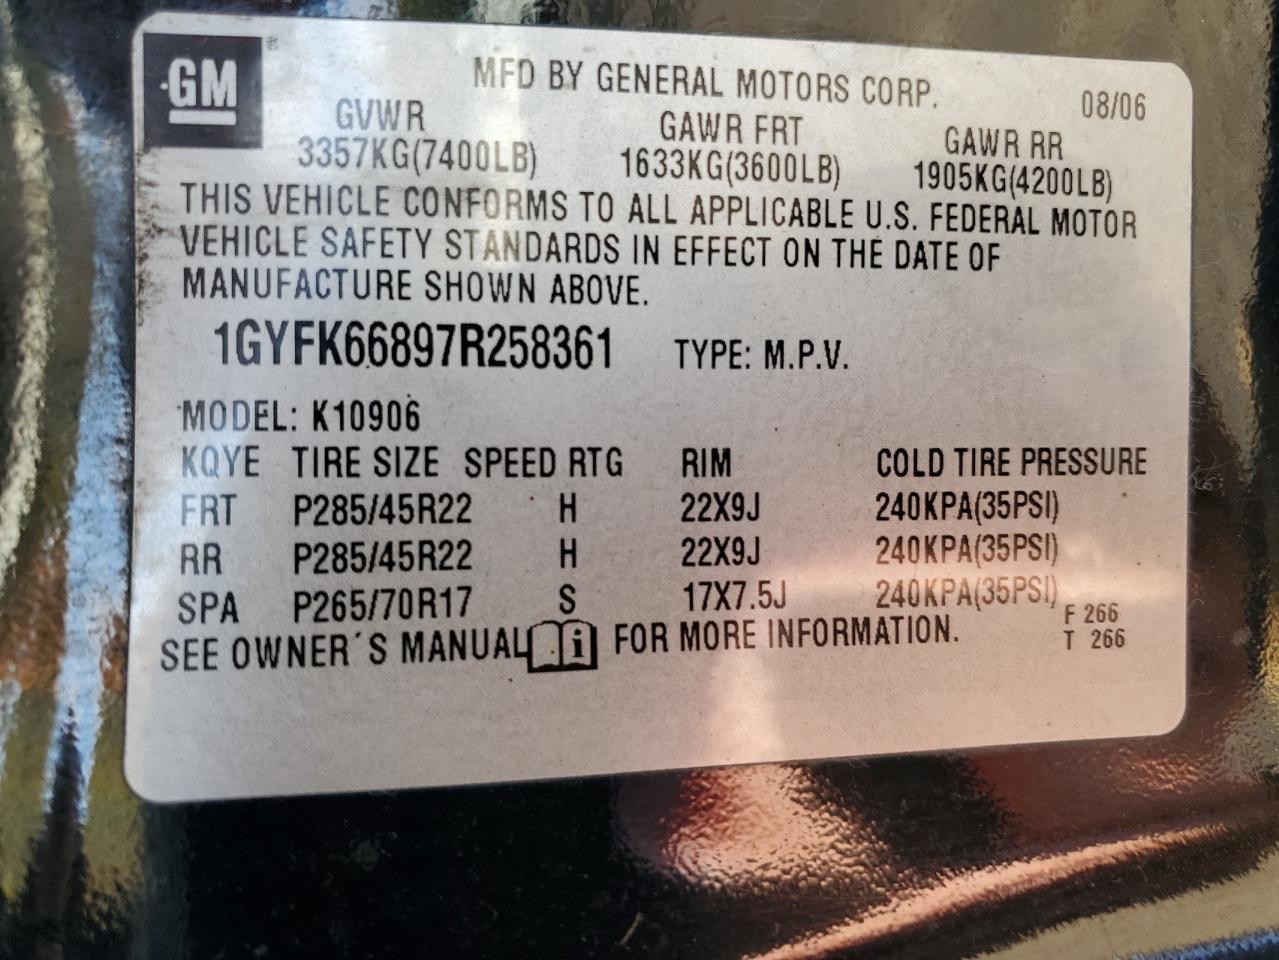 GM
MFD BY GENERAL MOTORS CORP. 08/06
GVWR GAWR FRT GAWR RR
3357KG(7400LB) 1633KG(3600LB) 1905KG(4200LB)
THIS VEHICLE CONFORMS TO ALL APPLICABLE U.S. FEDERAL MOTOR
VEHICLE SAFETY STANDARDS IN EFFECT ON THE DATE OF
MANUFACTURE SHOWN ABOVE.
1GYFK66897R258361 TYPE: M.P.V.
MODEL: K10906
KQYE TIRE SIZE SPEED RTG RIM COLD TIRE PRESSURE
FRT P285/45R22 H 22X9J 240KPA(35PSI)
RR P285/45R22 H 22X9J 240KPA(35PSI)
SPA P265/70R17 S 17X7.5J 240KPA(35PSI)
F 266
SEE OWNER´S MANUAL i FOR MORE INFORMATION. T 266